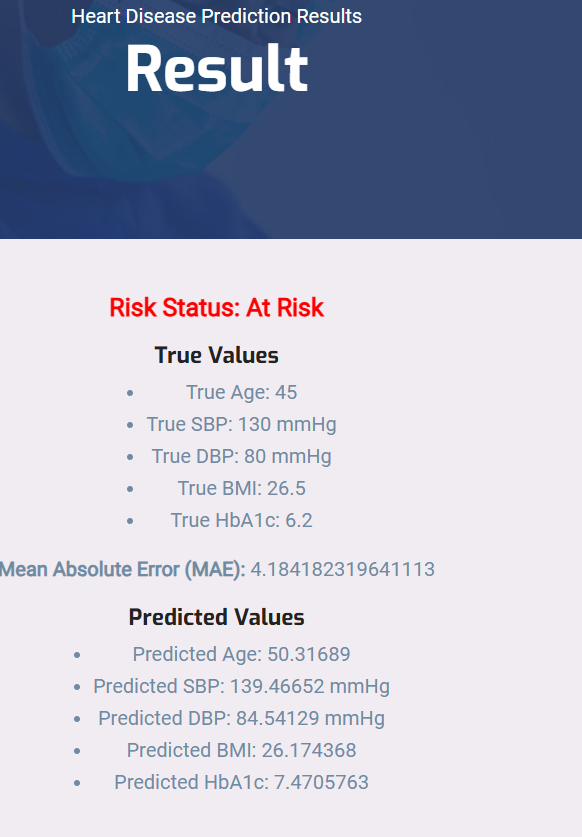 Heart Disease Prediction Results
Result
Risk Status: At Risk
True Values
True Age: 45
True SBP: 130 mmHg
True DBP: 80 mmHg
True BMI: 26.5
True HbA1c: 6.2
Mean Absolute Error (MAE): 4.184182319641113
Predicted Values
Predicted Age: 50.31689
Predicted SBP: 139.46652 mmHg
Predicted DBP: 84.54129 mmHg
Predicted BMI: 26.174368
Predicted HbA1c: 7.4705763